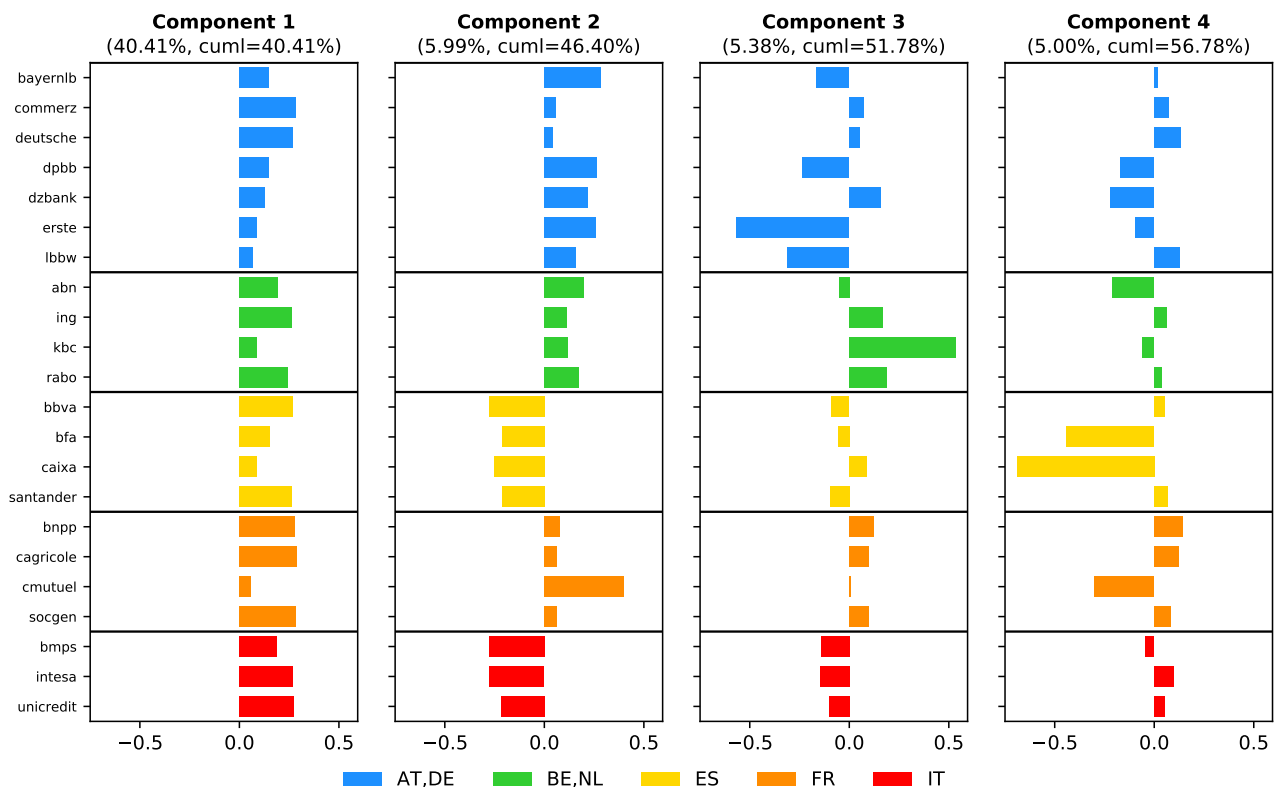 Component 1
(40.41%, cuml=40.41%)
Component 2
(5.99%, cuml=46.40%)
Component 3
(5.38%, cuml=51.78%)
Component 4
(5.00%, cuml=56.78%)
bayernlb
commerz
deutsche
dpbb
dzbank
erste
lbbw
abn
ing
kbc
rabo
bbva
bfa
caixa
santander
bnpp
cagricole
cmutuel
socgen
bmps
intesa
unicredit
−0.5 0.0 0.5
−0.5 0.0 0.5
−0.5 0.0 0.5
−0.5 0.0 0.5
AT,DE BE,NL ES FR IT